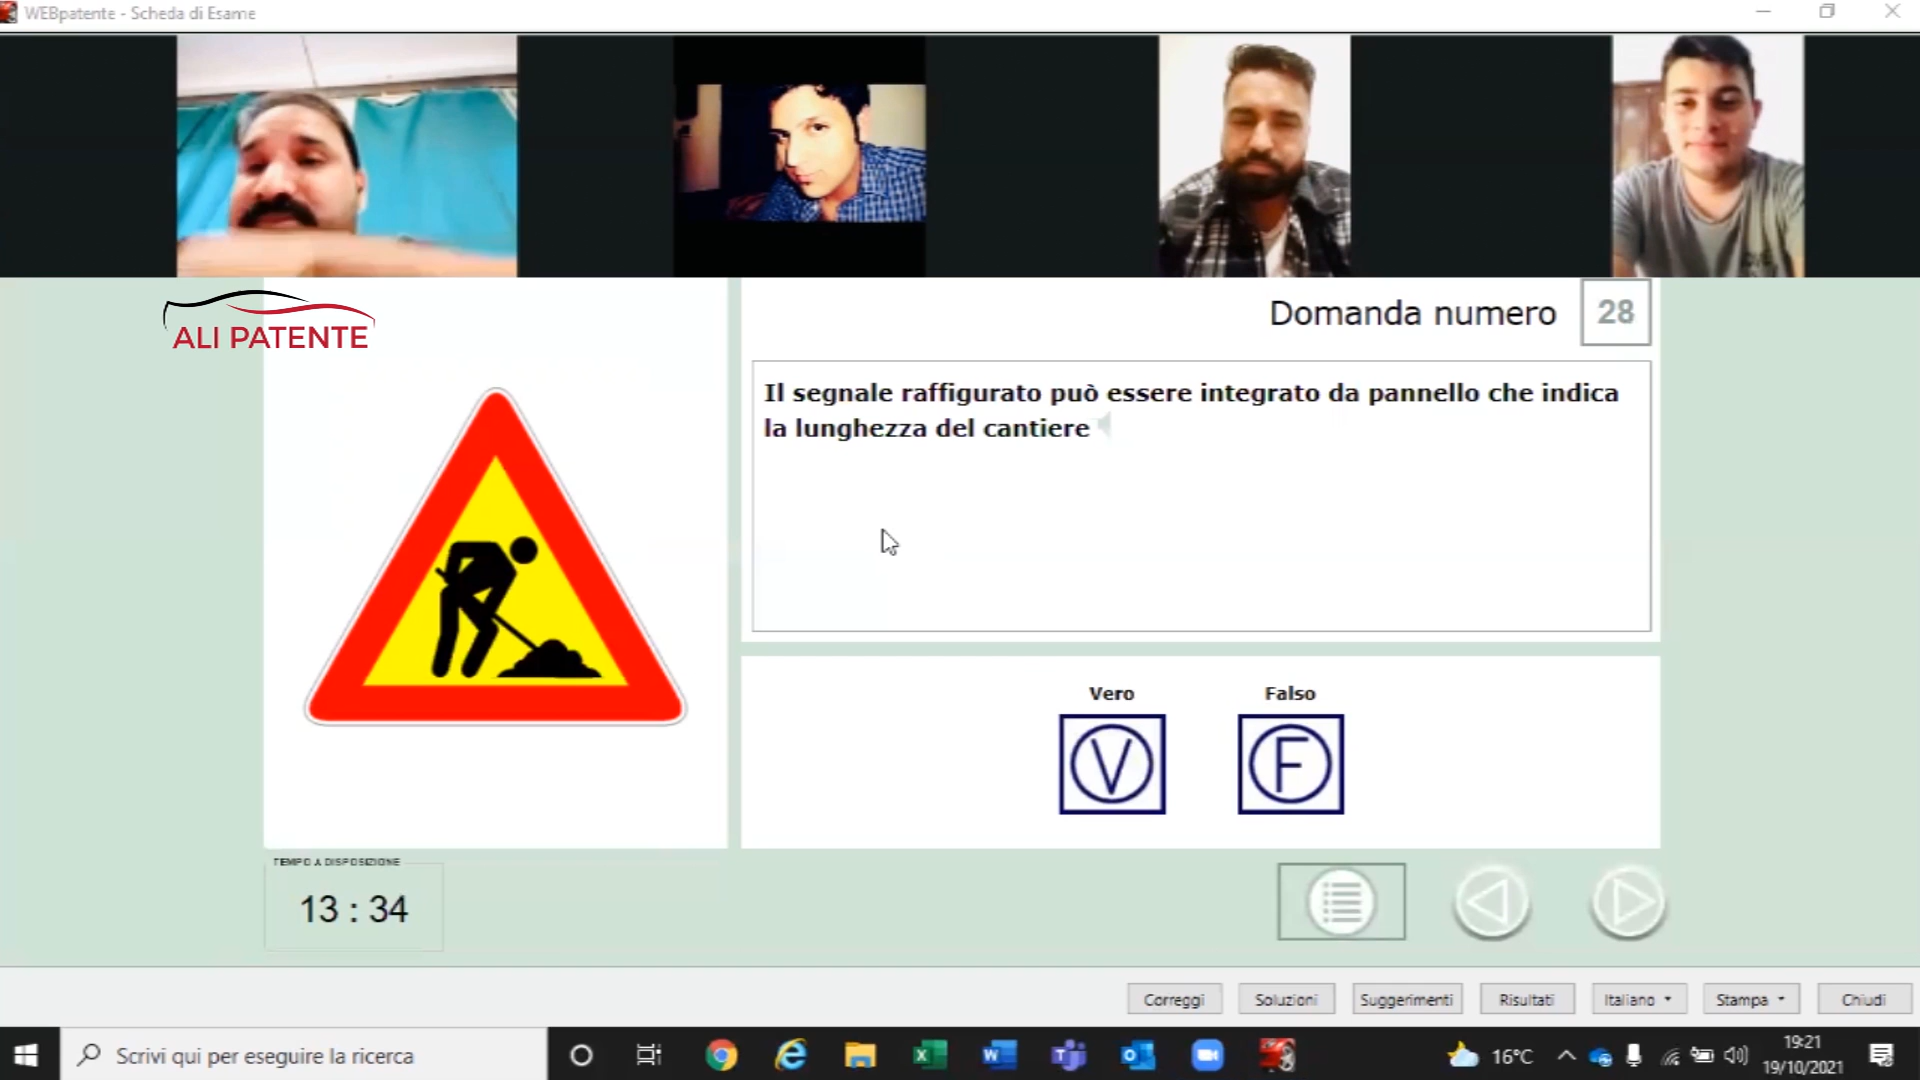 WEBpatente - Scheda di Esame
ALI PATENTE
Domanda numero
28
Il segnale raffigurato può essere integrato da pannello che indica
la lunghezza del cantiere
Vero
Falso
V
F
TEMPO A DISPOSIZIONE
13 : 34
Correggi
Soluzioni
Suggerimenti
Risultati
Italiano
Stampa
Chiudi
Scrivi qui per eseguire la ricerca
16°C
19:21
19/10/2021